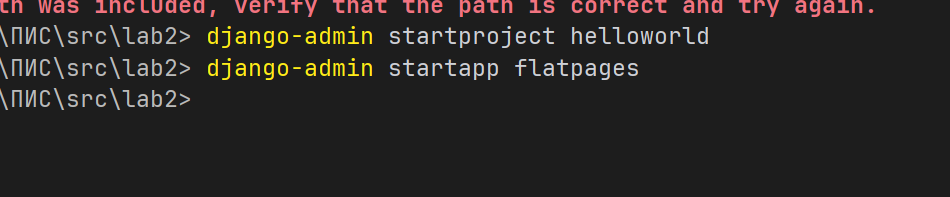 th was included, verify that the path is correct and try again.
\ПИС\src\lab2> django-admin startproject helloworld
\ПИС\src\lab2> django-admin startapp flatpages
\ПИС\src\lab2>